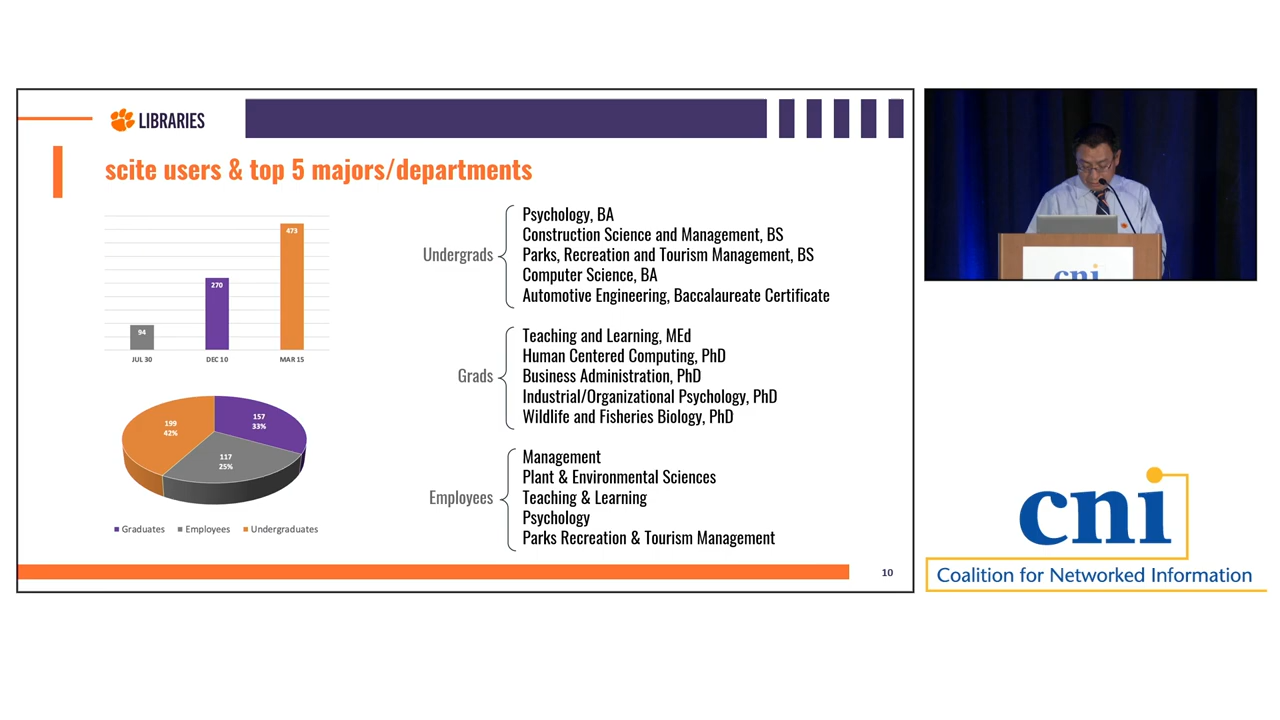 LIBRARIES
scite users & top 5 majors/departments
473
270
94
JUL 30
DEC 10
MAR 15
199
42%
157
33%
117
25%
Graduates
Employees
Undergraduates
Undergrads
Psychology, BA
Construction Science and Management, BS
Parks, Recreation and Tourism Management, BS
Computer Science, BA
Automotive Engineering, Baccalaureate Certificate
Grads
Teaching and Learning, MEd
Human Centered Computing, PhD
Business Administration, PhD
Industrial/Organizational Psychology, PhD
Wildlife and Fisheries Biology, PhD
Employees
Management
Plant & Environmental Sciences
Teaching & Learning
Psychology
Parks Recreation & Tourism Management
10
cni
cni
Coalition for Networked Information